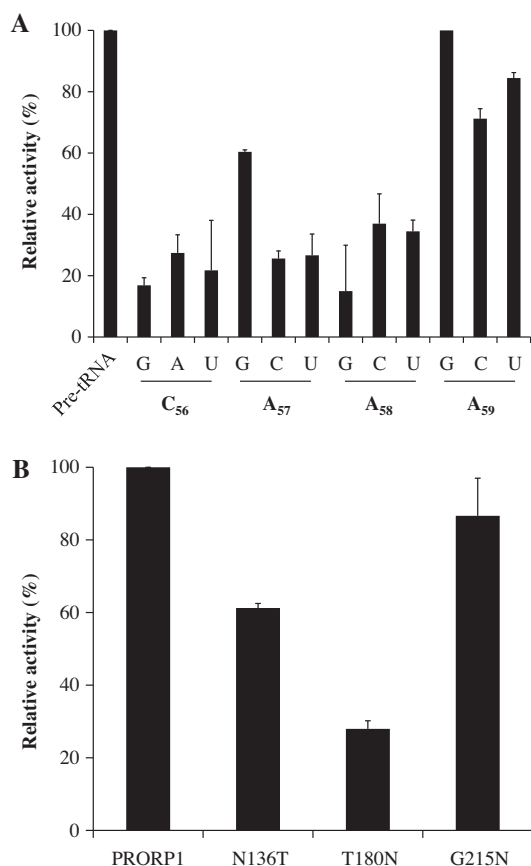 A
Relative activity (%)
100
80
60
40
20
0
Pre-tRNA G A U G C U G C U G C U
C56 A57 A58 A59
B
Relative activity (%)
100
80
60
40
20
0
PRORP1 N136T T180N G215N